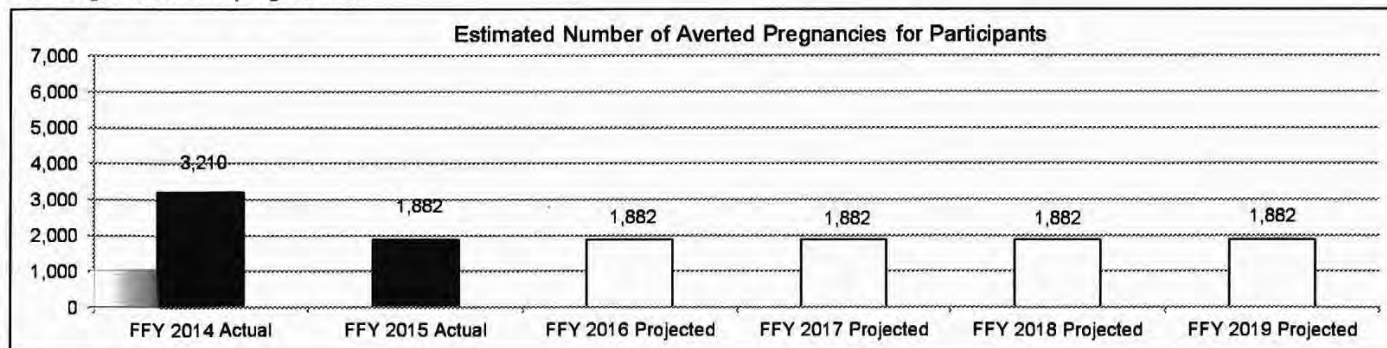 Estimated Number of Averted Pregnancies for Participants
7,000
6,000
5,000
4,000
3,000
2,000
1,000
0
3,210
1,882
1,882
1,882
1,882
1,882
FFY 2014 Actual
FFY 2015 Actual
FFY 2016 Projected
FFY 2017 Projected
FFY 2018 Projected
FFY 2019 Projected